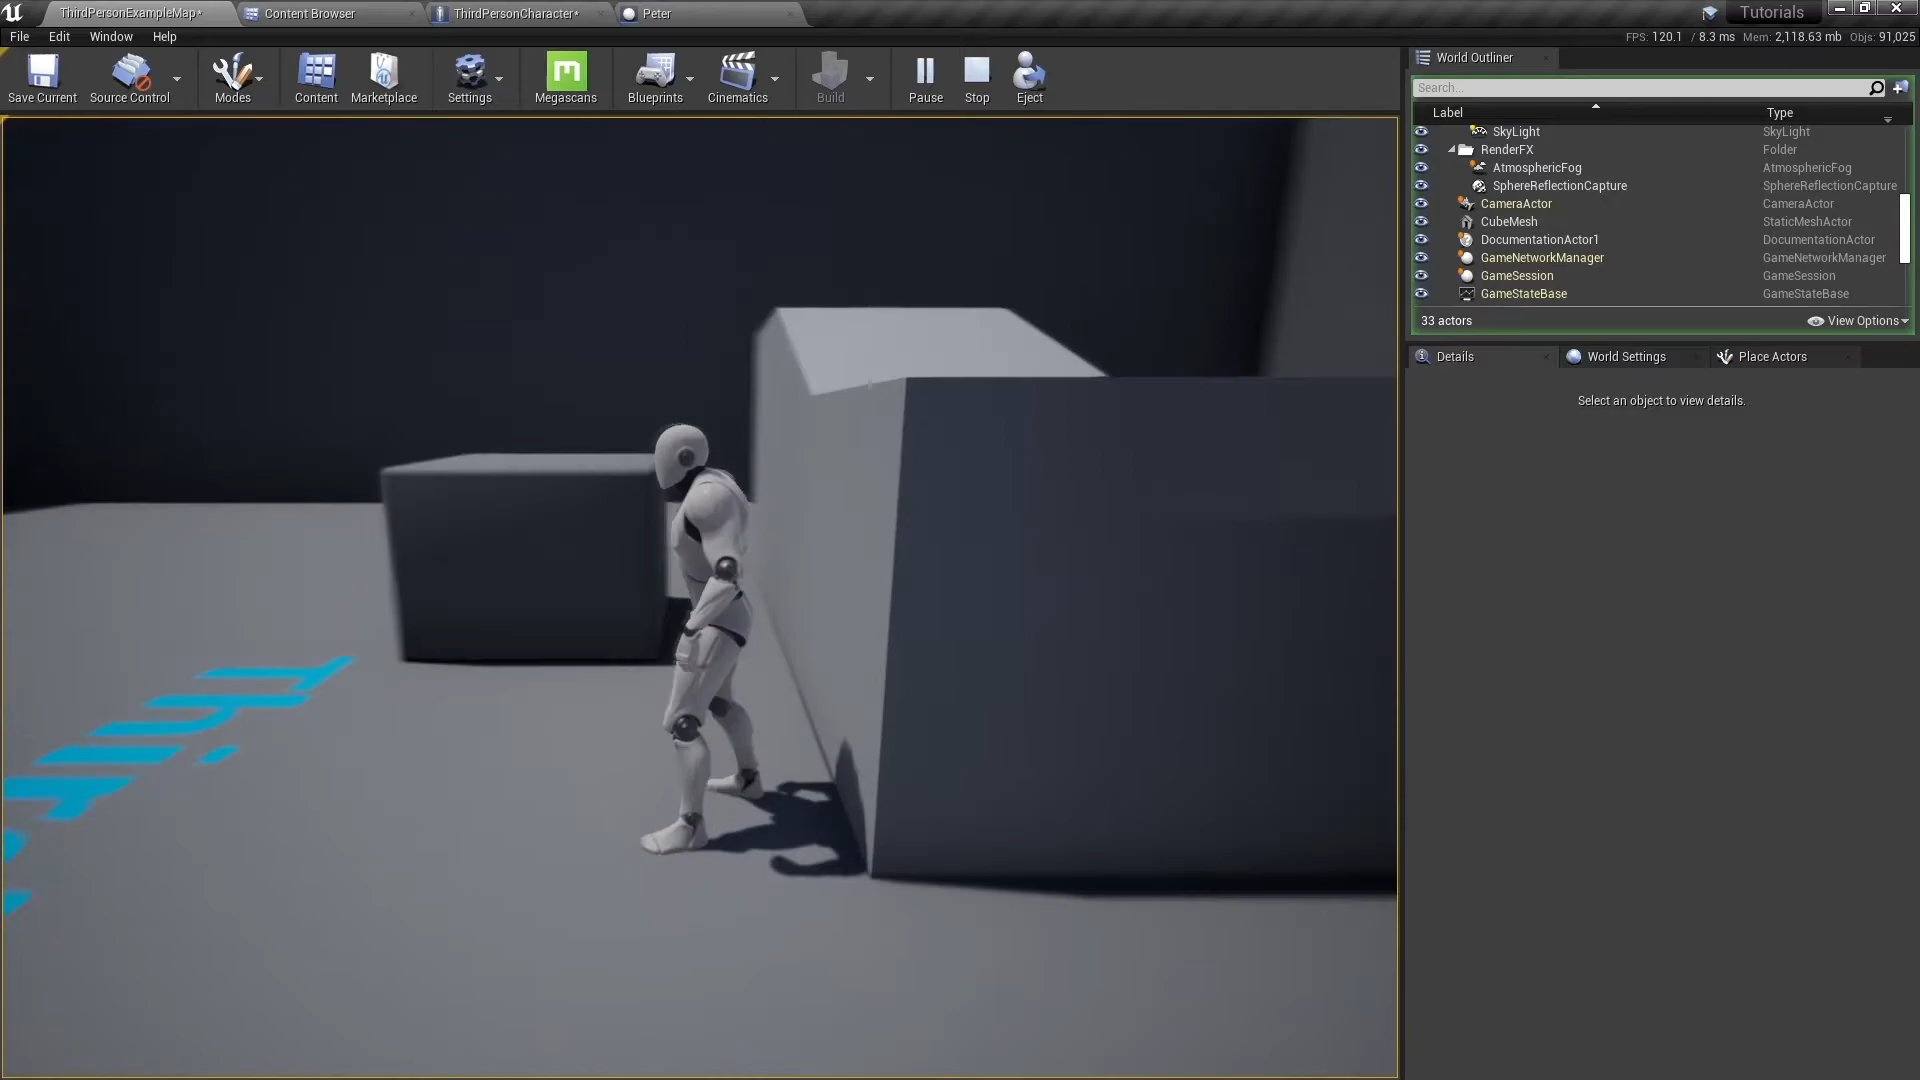 ThirdPersonExampleMap*
Content Browser
ThirdPersonCharacter*
Peter
Tutorials
File Edit Window Help
FPS: 120.1 / 8.3 ms Mem: 2,118.63 mb Objs: 91,025
Save Current
Source Control
Modes
Content
Marketplace
Settings
Megascans
Blueprints
Cinematics
Build
Pause
Stop
Eject
World Outliner
Search...
Label Type
SkyLight SkyLight
RenderFX Folder
AtmosphericFog AtmosphericFog
SphereReflectionCapture SphereReflectionCapture
CameraActor CameraActor
CubeMesh StaticMeshActor
DocumentationActor1 DocumentationActor
GameNetworkManager GameNetworkManager
GameSession GameSession
GameStateBase GameStateBase
33 actors View Options
Details
World Settings
Place Actors
Select an object to view details.